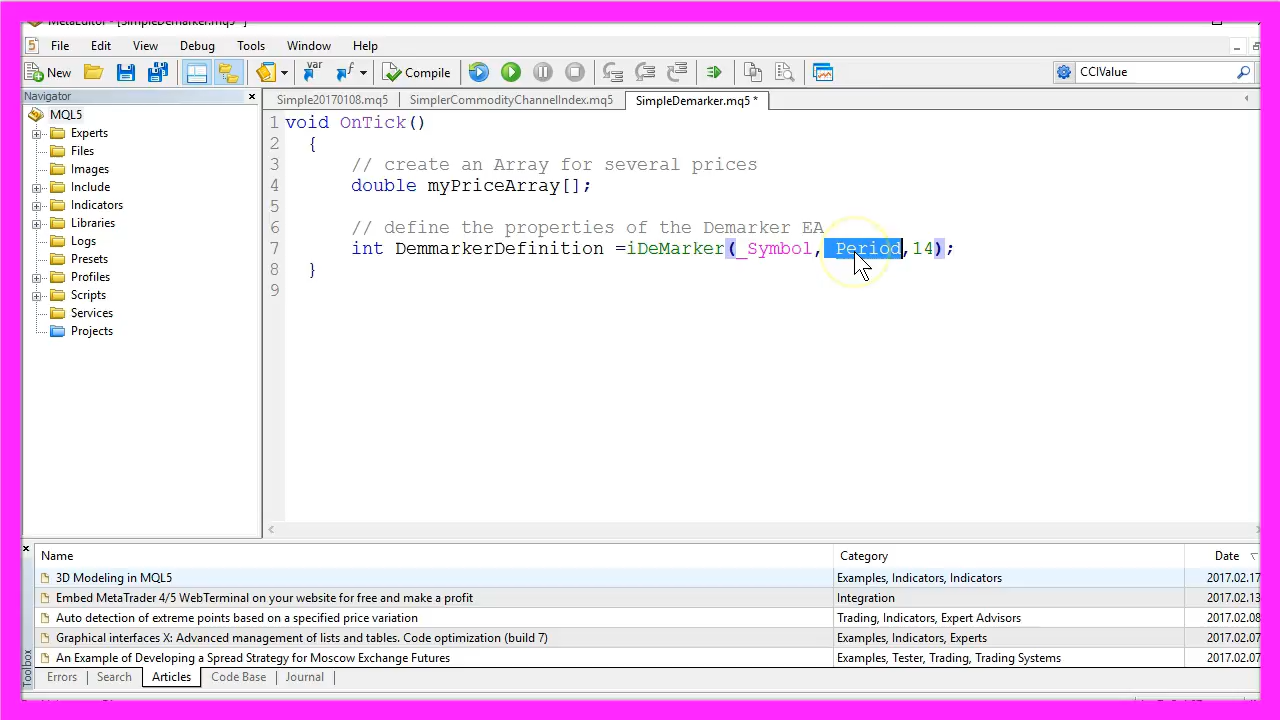 MetaEditor - [SimpleDemarker.mq5 *]
File Edit View Debug Tools Window Help
New Compile CCIValue
Navigator
MQL5
Experts
Files
Images
Include
Indicators
Libraries
Logs
Presets
Profiles
Scripts
Services
Projects
Simple20170108.mq5 SimplerCommodityChannelIndex.mq5 SimpleDemarker.mq5 *
1 void OnTick()
2 {
3 // create an Array for several prices
4 double myPriceArray[];
5
6 // define the properties of the Demarker EA
7 int DemmarkerDefinition =iDeMarker(_Symbol,_Period,14);
8 }
9
Name Category Date
3D Modeling in MQL5 Examples, Indicators, Indicators 2017.02.17
Embed MetaTrader 4/5 WebTerminal on your website for free and make a profit Integration 2017.02.13
Auto detection of extreme points based on a specified price variation Trading, Indicators, Expert Advisors 2017.02.08
Graphical interfaces X: Advanced management of lists and tables. Code optimization (build 7) Examples, Indicators, Experts 2017.02.07
An Example of Developing a Spread Strategy for Moscow Exchange Futures Examples, Tester, Trading, Trading Systems 2017.02.07
Toolbox
Errors Search Articles Code Base Journal